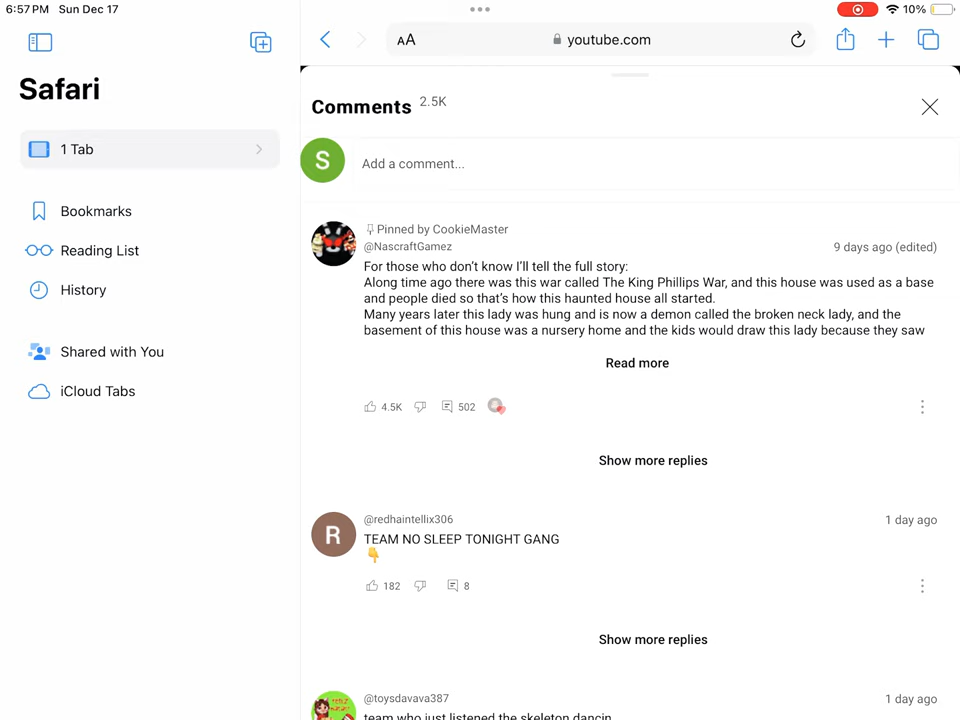 6:57 PM Sun Dec 17
10%
AA
youtube.com
Safari
1 Tab
Bookmarks
Reading List
History
Shared with You
iCloud Tabs
Comments 2.5K
S
Add a comment...
Pinned by CookieMaster
@NascraftGamez
9 days ago (edited)
For those who don't know I'll tell the full story:
Along time ago there was this war called The King Phillips War, and this house was used as a base
and people died so that's how this haunted house all started.
Many years later this lady was hung and is now a demon called the broken neck lady, and the
basement of this house was a nursery home and the kids would draw this lady because they saw
Read more
4.5K 502
Show more replies
R
@redhaintellix306
1 day ago
TEAM NO SLEEP TONIGHT GANG
👇
182 8
Show more replies
@toysdavava387
1 day ago
team who just listened the skeleton dancin